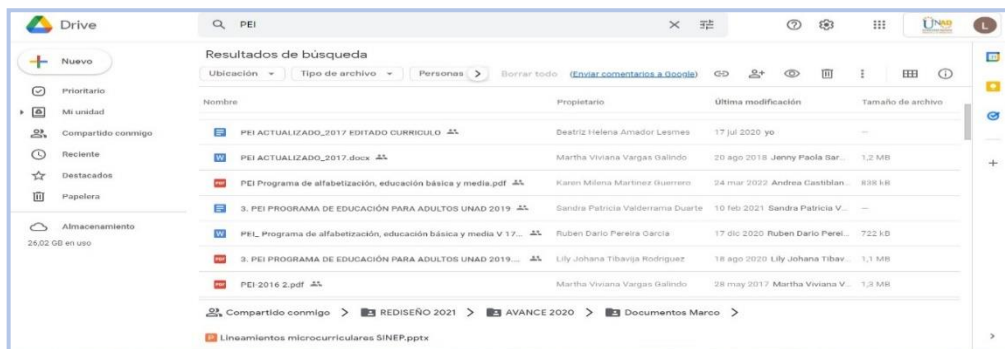 Drive
PEI
UNAD
L
Nuevo
Prioritario
Mi unidad
Compartido conmigo
Reciente
Destacados
Papelera
Almacenamiento
26,02 GB en uso
Resultados de búsqueda
Ubicación Tipo de archivo Personas Borrar todo (Enviar comentarios a Google)
Nombre Propietario Última modificación Tamaño de archivo
PEI ACTUALIZADO_2017 EDITADO CURRICULO Beatriz Helena Amador Lesmes 17 jul 2020 yo —
PEI ACTUALIZADO_2017.docx Martha Viviana Vargas Galindo 20 ago 2018 Jenny Paola Sar... 1,2 MB
PEI Programa de alfabetización, educación básica y media.pdf Karen Milena Martinez Guerrero 24 mar 2022 Andrea Castiblan... 838 kB
3. PEI PROGRAMA DE EDUCACIÓN PARA ADULTOS UNAD 2019 Sandra Patricia Valderrama Duarte 10 feb 2021 Sandra Patricia V... —
PEI_ Programa de alfabetización, educación básica y media V 17... Ruben Dario Pereira Garcia 17 dic 2020 Ruben Dario Perei... 722 kB
3. PEI PROGRAMA DE EDUCACIÓN PARA ADULTOS UNAD 2019... Lily Johana Tibavija Rodriguez 18 ago 2020 Lily Johana Tibav... 1,1 MB
PEI-2016 2.pdf Martha Viviana Vargas Galindo 28 may 2017 Martha Viviana V... 1,3 MB
Compartido conmigo > REDISEÑO 2021 > AVANCE 2020 > Documentos Marco >
Lineamientos microcurriculares SINEP.pptx